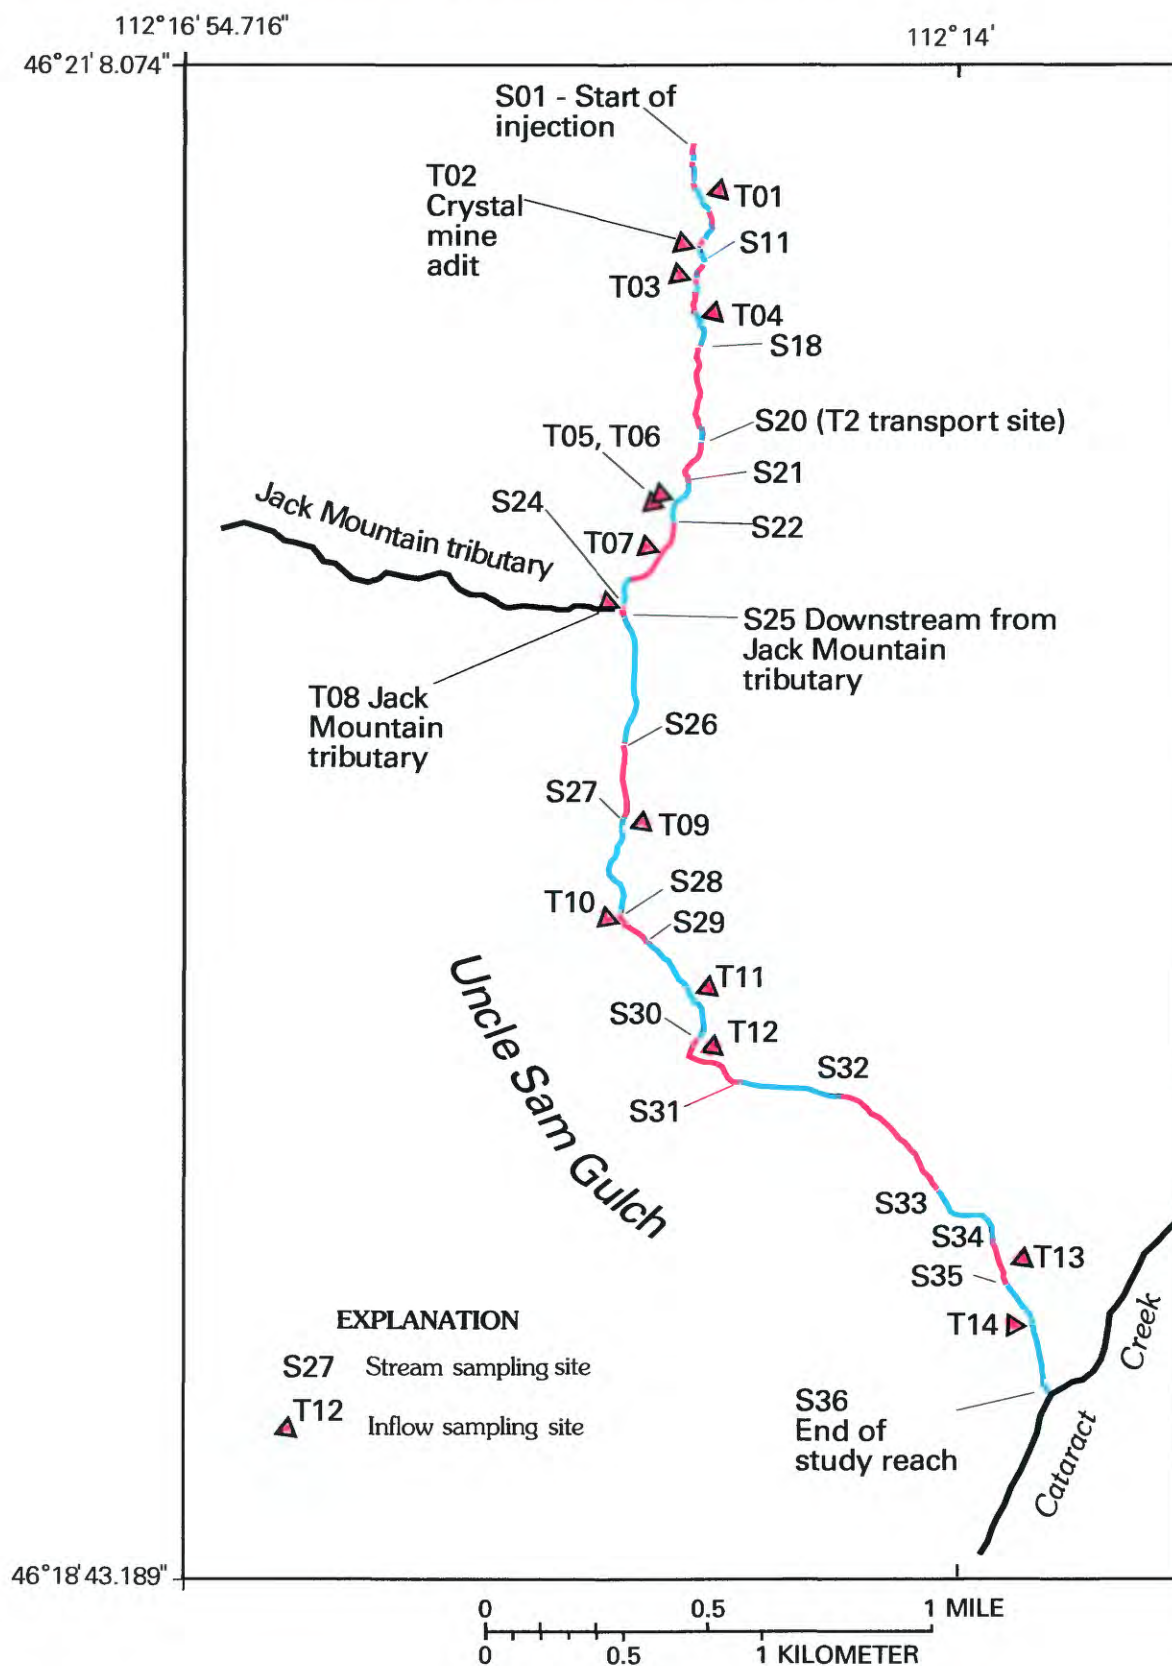 112°16'54.716"
112°14'
46°21'8.074"
S01 - Start of
injection
T02
Crystal
mine
adit
T01
S11
T03
T04
S18
S20 (T2 transport site)
T05, T06
S21
S24
S22
Jack Mountain tributary
T07
S25 Downstream from
Jack Mountain
tributary
T08 Jack
Mountain
tributary
S26
S27
T09
S28
T10
S29
Uncle Sam Gulch
T11
S30
T12
S32
S31
S33
S34
T13
S35
T14
Cataract Creek
S36
End of
study reach
EXPLANATION
S27 Stream sampling site
T12 Inflow sampling site
46°18'43.189"
0 0.5 1 MILE
0 0.5 1 KILOMETER